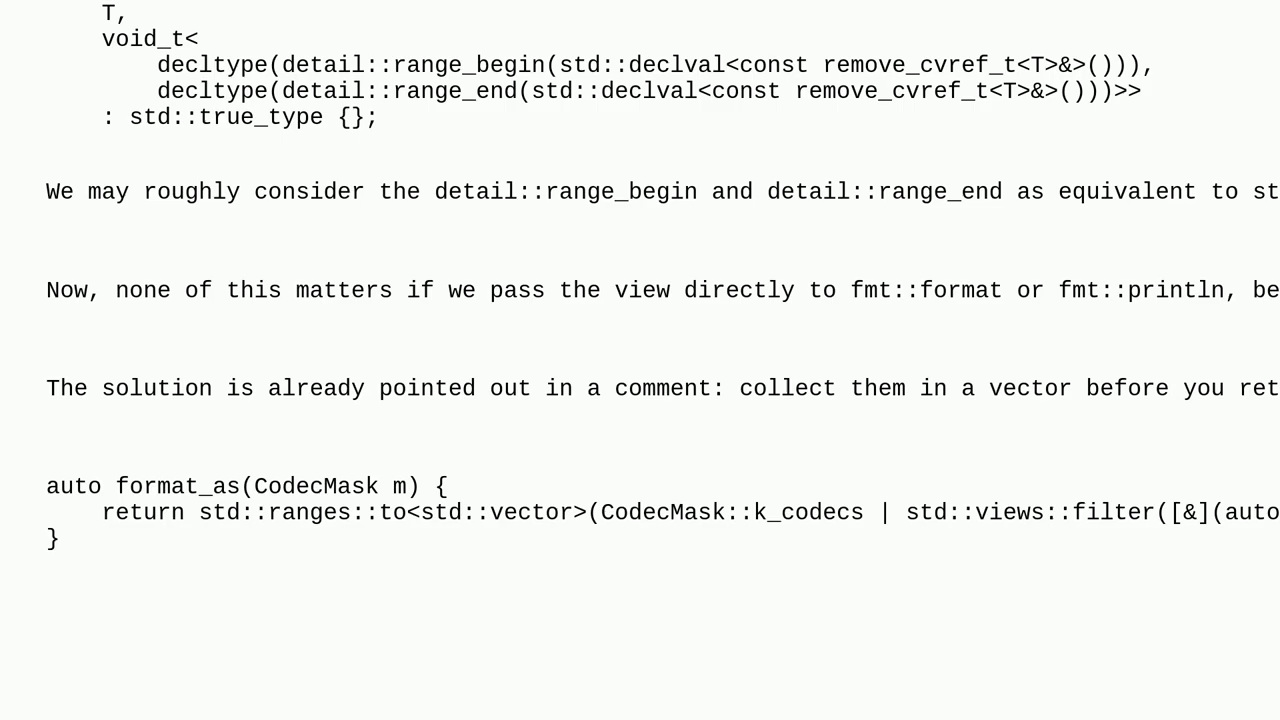 T,
void_t<
decltype(detail::range_begin(std::declval<const remove_cvref_t<T>&>())),
decltype(detail::range_end(std::declval<const remove_cvref_t<T>&>()))>>
: std::true_type {};
We may roughly consider the detail::range_begin and detail::range_end as equivalent to st
Now, none of this matters if we pass the view directly to fmt::format or fmt::println, be
The solution is already pointed out in a comment: collect them in a vector before you ret
auto format_as(CodecMask m) {
return std::ranges::to<std::vector>(CodecMask::k_codecs | std::views::filter([&](auto
}